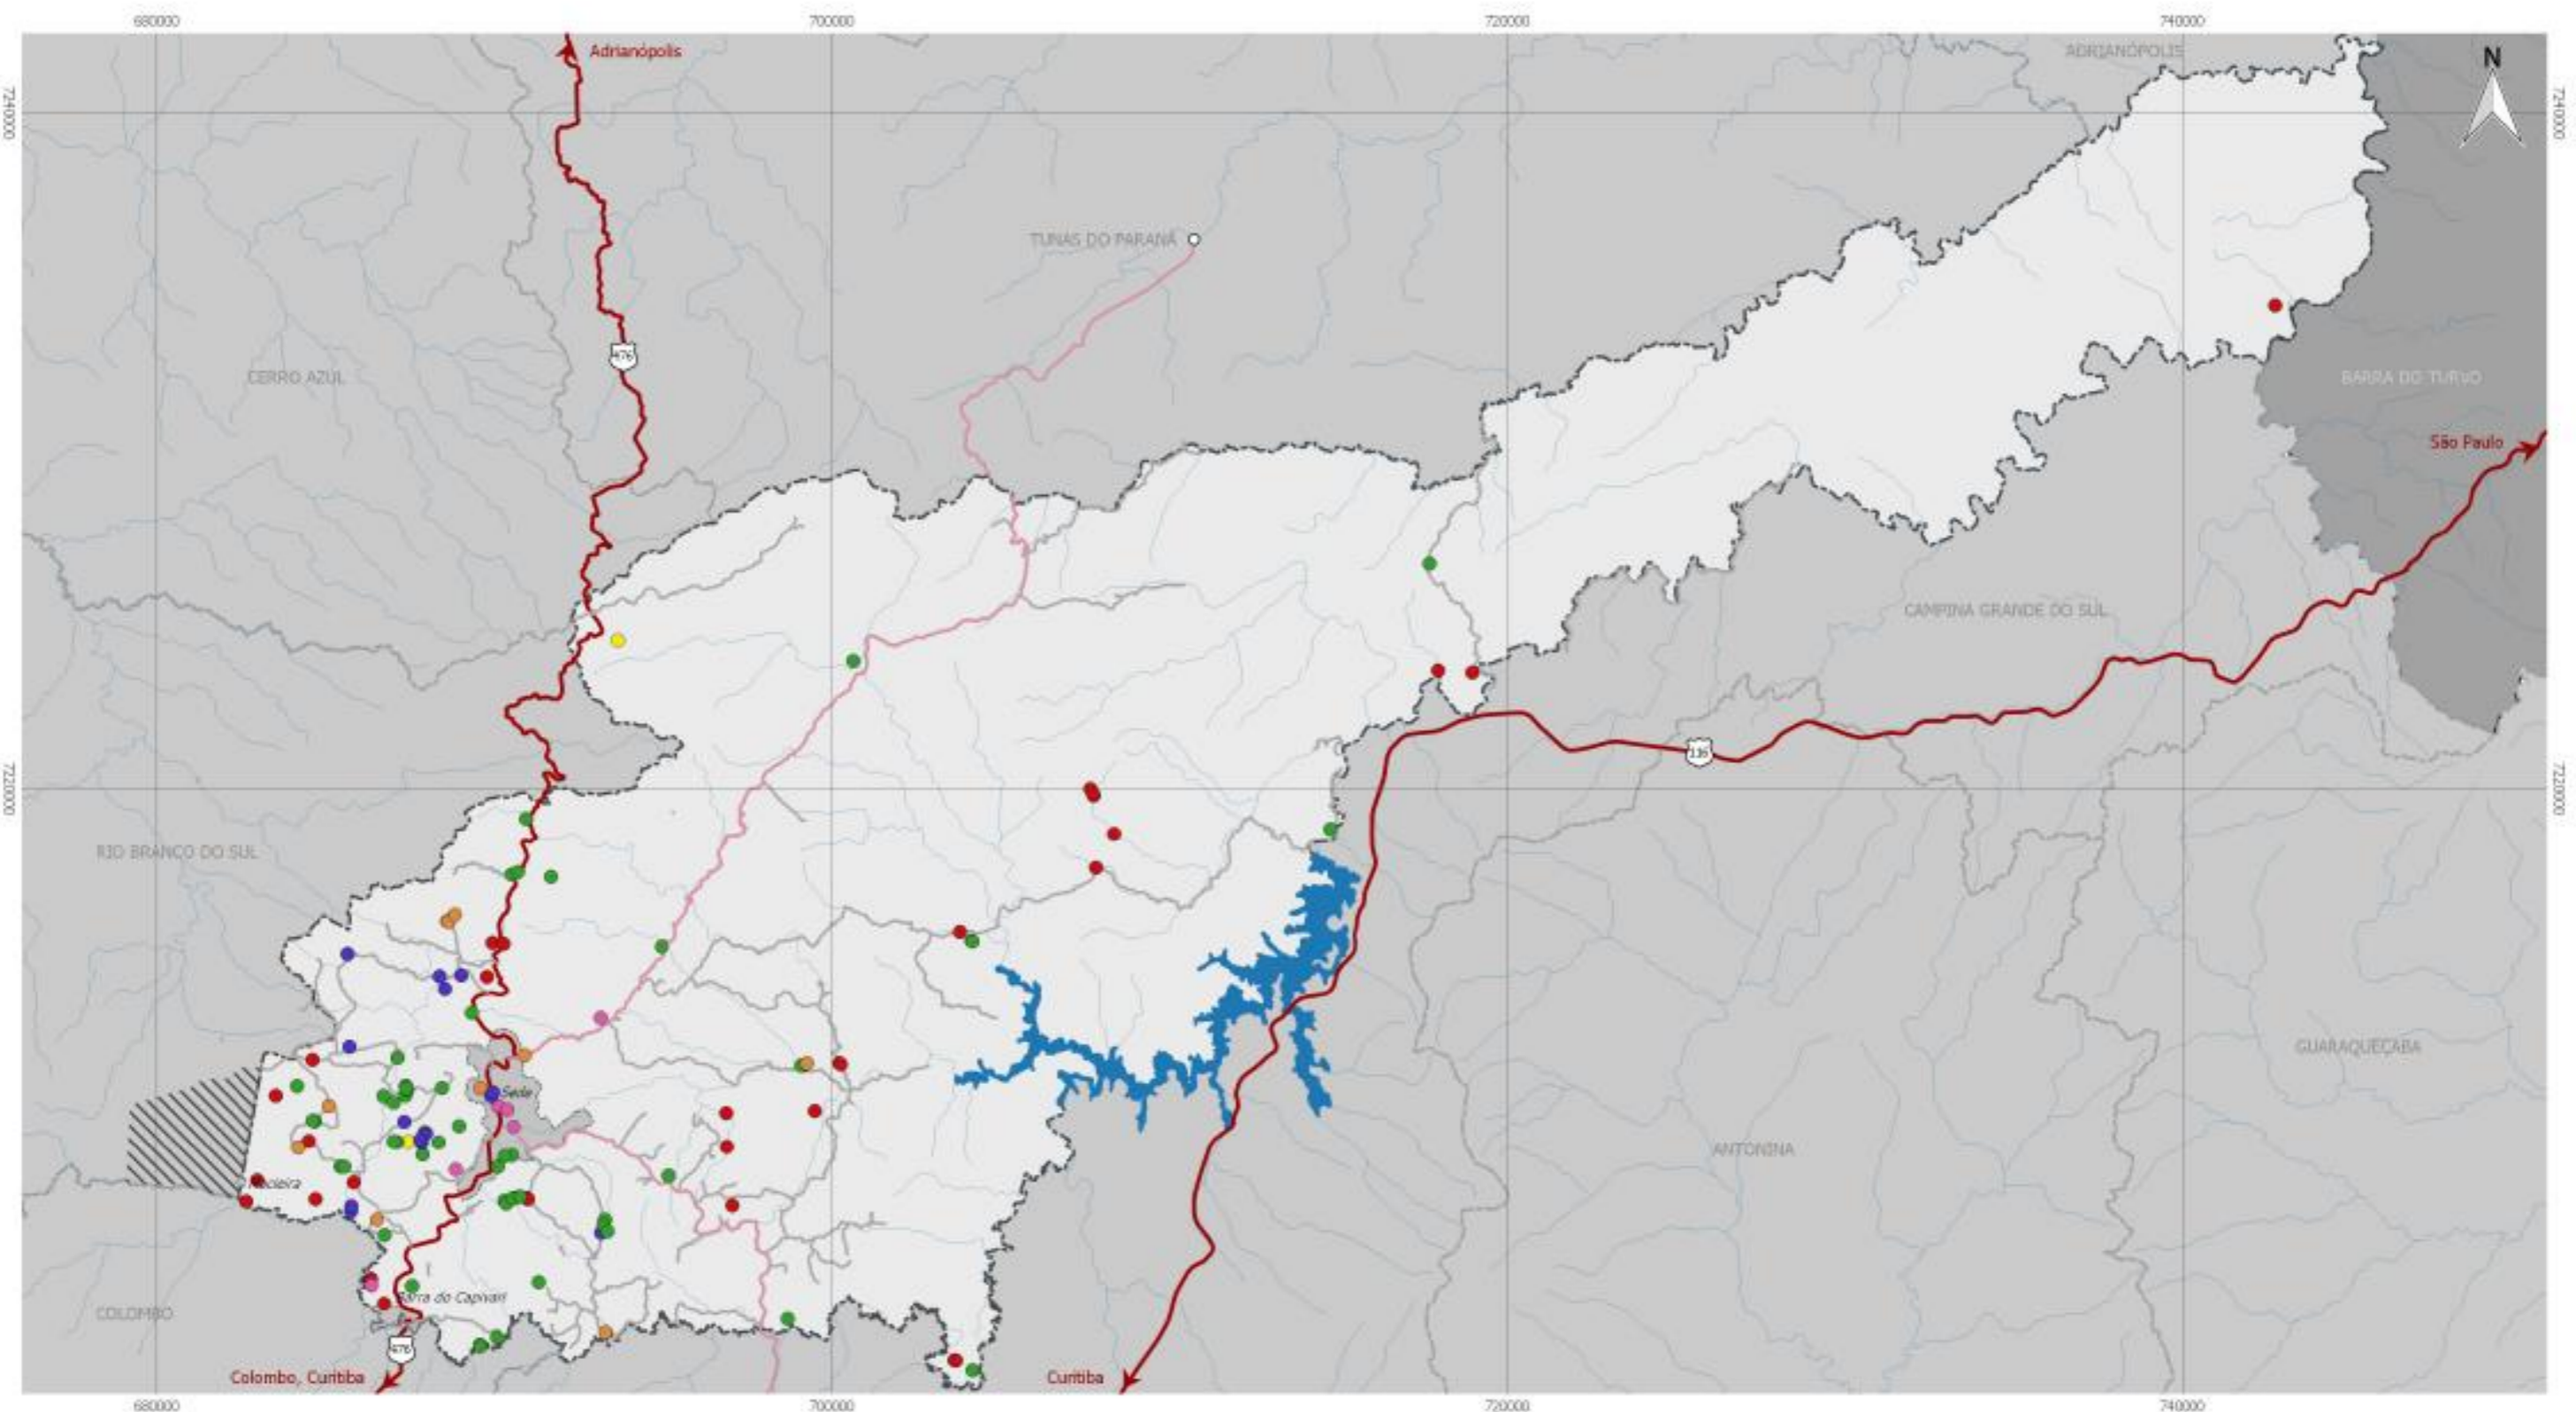 680000
700000
720000
740000
Adrianópolis
ADRIANÓPOLIS
N
7240000
7240000
TUNAS DO PARANÁ
476
CERRO AZUL
BARRA DO TURVO
São Paulo
CAMPINA GRANDE DO SUL
116
7220000
7220000
RIO BRANCO DO SUL
GUARAQUEÇABA
Sede
ANTONINA
Barra do Capivari
COLOMBO
476
Colombo, Curitiba
Curitiba
680000
700000
720000
740000